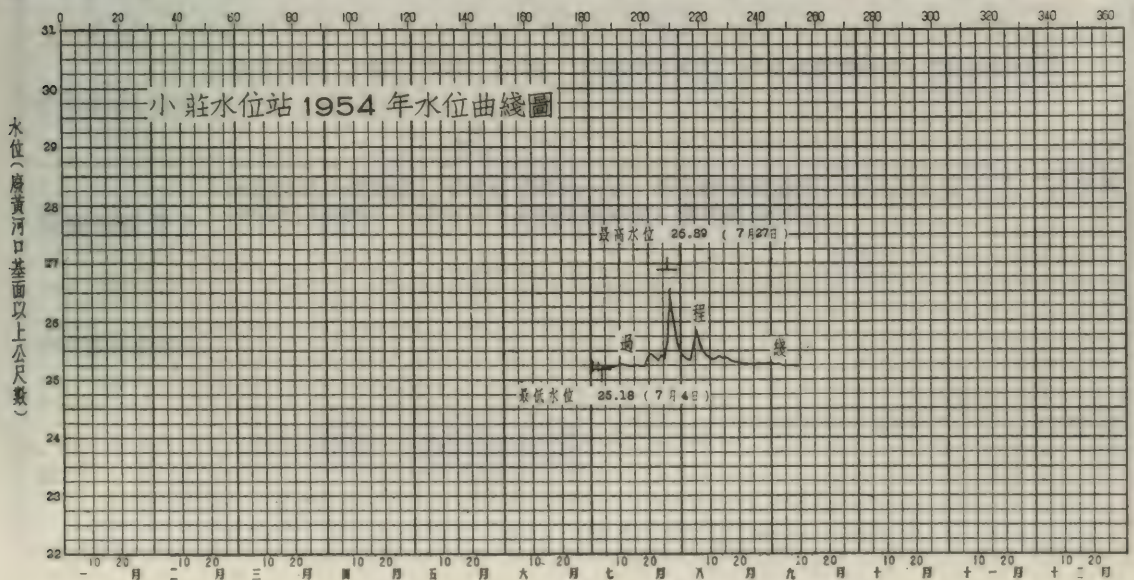 0 20 40 60 80 100 120 140 160 180 200 220 240 260 280 300 320 340 360
小莊水位站1954年水位曲綫圖
水位(廢黃河口基面以上公尺數)
31
30
29
28
27
26
25
24
23
22
最高水位 26.89 (7月27日)
過 程 綫
最低水位 25.18 (7月4日)
10 20 10 20 10 20 10 20 10 20 10 20 10 20 10 20 10 20 10 20 10 20 10 20
一月 二月 三月 四月 五月 六月 七月 八月 九月 十月 十一月 十二月